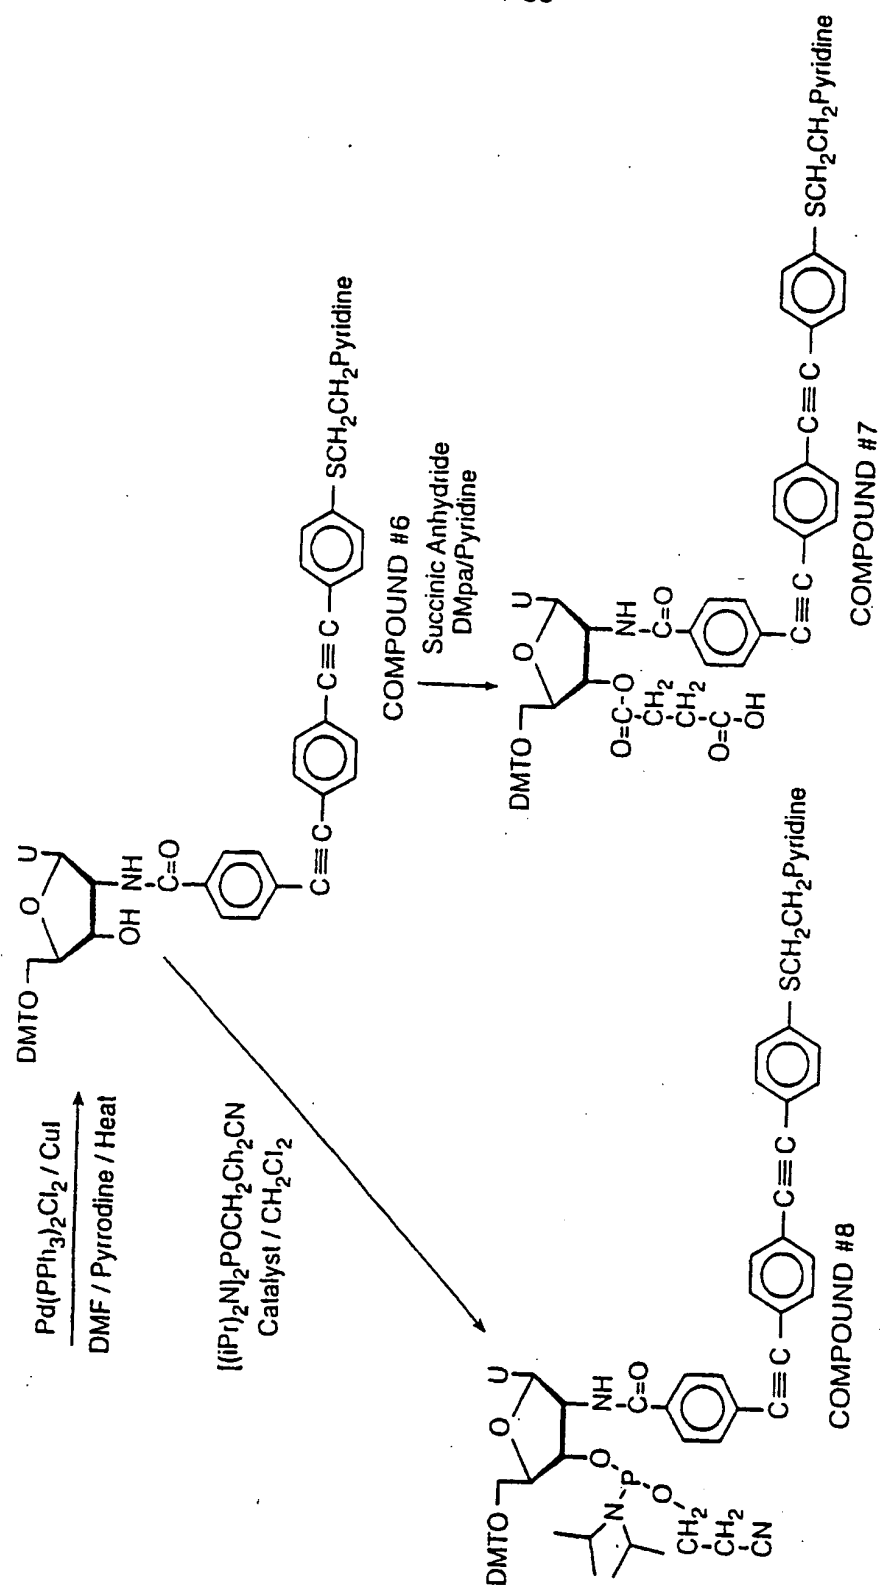 Pd(PPh3)2Cl2 / CuI
DMF / Pyrrodine / Heat
DMTO
O
U
OH
NH
C=O
C≡C
C≡C
SCH2CH2Pyridine
COMPOUND #6
[(iPr)2N]2POCH2Ch2CN
Catalyst / CH2Cl2
Succinic Anhydride
DMpa/Pyridine
DMTO
O
U
O
P
N
O
CH2
CH2
C-C-CN
NH
C=O
C≡C
C≡C
SCH2CH2Pyridine
COMPOUND #8
DMTO
O
U
O=C-O
CH2
CH2
O=C-C-C
OH
NH
C=O
C≡C
C≡C
SCH2CH2Pyridine
COMPOUND #7